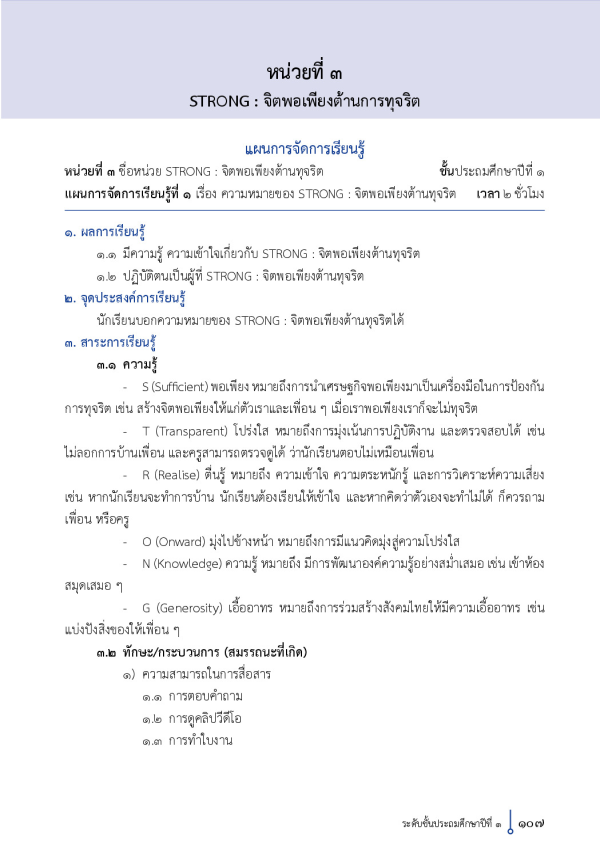 หน่วยที่ ๓
STRONG : จิตพอเพียงต้านการทุจริต
แผนการจัดการเรียนรู้
หน่วยที่ ๓ ชื่อหน่วย STRONG : จิตพอเพียงต้านทุจริต ชั้นประถมศึกษาปีที่ ๑
แผนการจัดการเรียนรู้ที่ ๑ เรื่อง ความหมายของ STRONG : จิตพอเพียงต้านทุจริต เวลา ๒ ชั่วโมง
๑. ผลการเรียนรู้
๑.๑ มีความรู้ ความเข้าใจเกี่ยวกับ STRONG : จิตพอเพียงต้านทุจริต
๑.๒ ปฏิบัติตนเป็นผู้ที่ STRONG : จิตพอเพียงต้านทุจริต
๒. จุดประสงค์การเรียนรู้
นักเรียนบอกความหมายของ STRONG : จิตพอเพียงต้านทุจริตได้
๓. สาระการเรียนรู้
๓.๑ ความรู้
- S (Sufficient) พอเพียง หมายถึงการนำเศรษฐกิจพอเพียงมาเป็นเครื่องมือในการป้องกัน
การทุจริต เช่น สร้างจิตพอเพียงให้แก่ตัวเราและเพื่อน ๆ เมื่อเราพอเพียงเราก็จะไม่ทุจริต
- T (Transparent) โปร่งใส หมายถึงการมุ่งเน้นการปฏิบัติงาน และตรวจสอบได้ เช่น
ไม่ลอกการบ้านเพื่อน และครูสามารถตรวจดูได้ ว่านักเรียนตอบไม่เหมือนเพื่อน
- R (Realise) ตื่นรู้ หมายถึง ความเข้าใจ ความตระหนักรู้ และการวิเคราะห์ความเสี่ยง
เช่น หากนักเรียนจะทำการบ้าน นักเรียนต้องเรียนให้เข้าใจ และหากคิดว่าตัวเองจะทำไม่ได้ ก็ควรถาม
เพื่อน หรือครู
- O (Onward) มุ่งไปข้างหน้า หมายถึงการมีแนวคิดมุ่งสู่ความโปร่งใส
- N (Knowledge) ความรู้ หมายถึง มีการพัฒนาองค์ความรู้อย่างสม่ำเสมอ เช่น เข้าห้อง
สมุดเสมอ ๆ
- G (Generosity) เอื้ออาทร หมายถึงการร่วมสร้างสังคมไทยให้มีความเอื้ออาทร เช่น
แบ่งปังสิ่งของให้เพื่อน ๆ
๓.๒ ทักษะ/กระบวนการ (สมรรถนะที่เกิด)
๑) ความสามารถในการสื่อสาร
๑.๑ การตอบคำถาม
๑.๒ การดูคลิปวีดีโอ
๑.๓ การทำใบงาน
ระดับชั้นประถมศึกษาปีที่ ๑ ๑๐๗